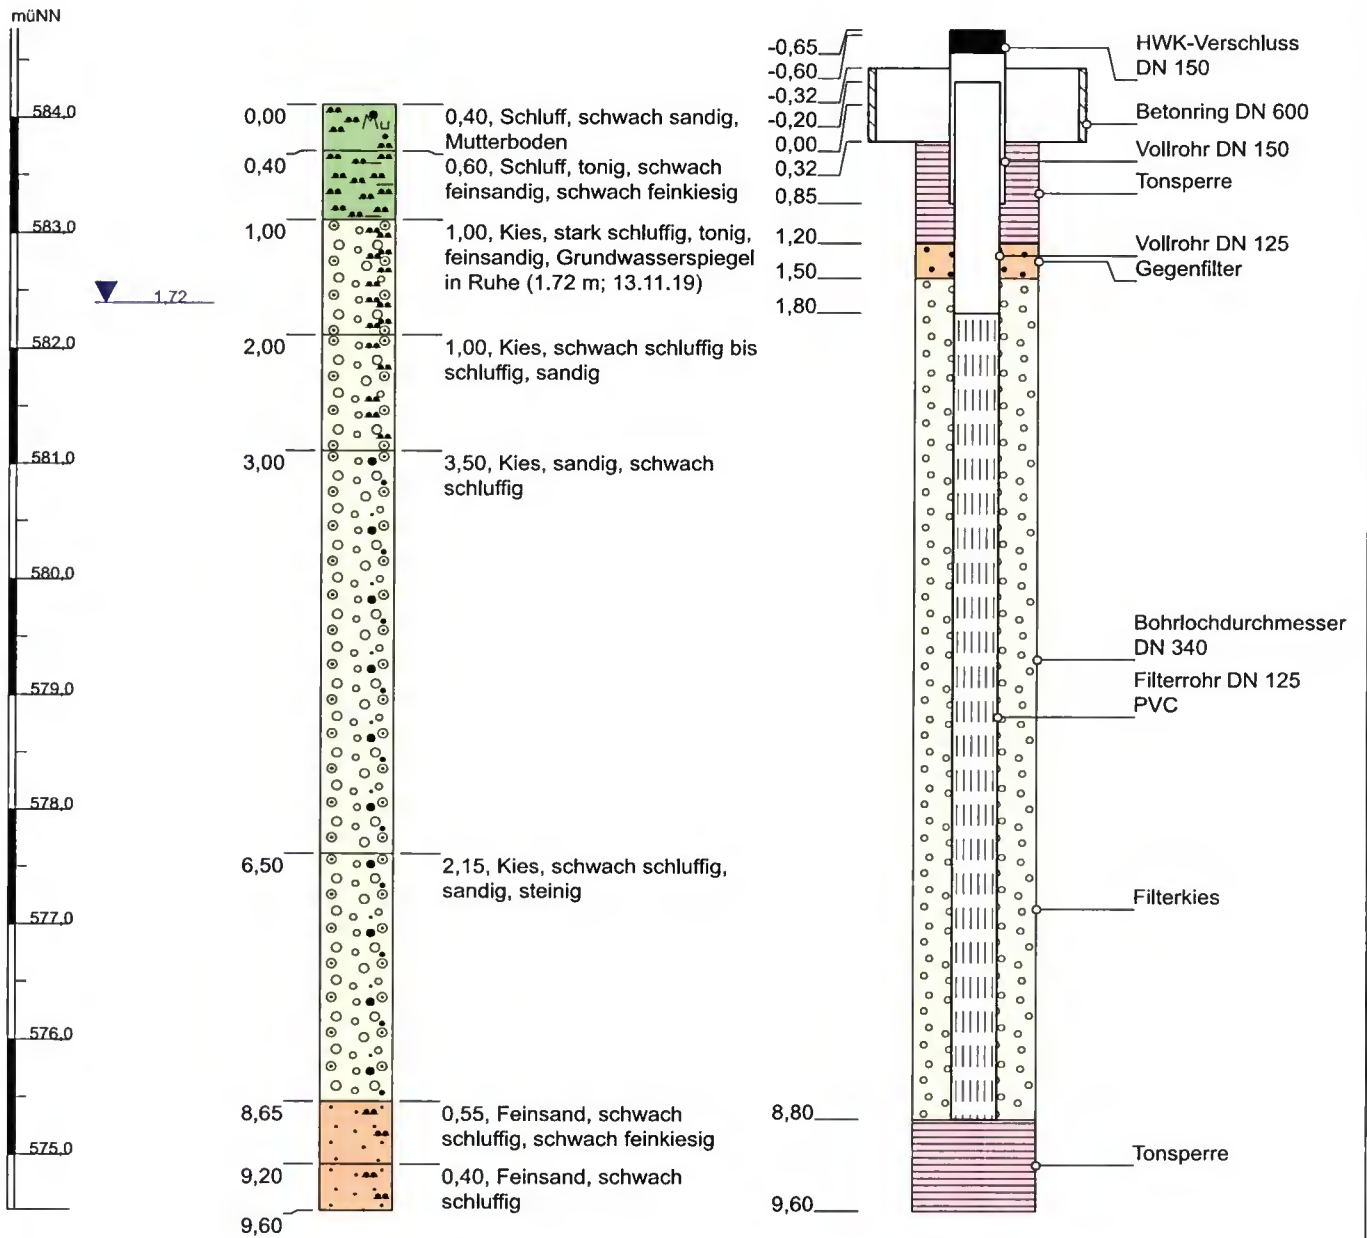 müNN
584,0
583,0
582,0
581,0
580,0
579,0
578,0
577,0
576,0
575,0
1,72
0,00
0,40, Schluff, schwach sandig,
Mutterboden
Mu
0,40
0,60, Schluff, tonig, schwach
feinsandig, schwach feinkiesig
1,00
1,00, Kies, stark schluffig, tonig,
feinsandig, Grundwasserspiegel
in Ruhe (1.72 m; 13.11.19)
2,00
1,00, Kies, schwach schluffig bis
schluffig, sandig
3,00
3,50, Kies, sandig, schwach
schluffig
6,50
2,15, Kies, schwach schluffig,
sandig, steinig
8,65
0,55, Feinsand, schwach
schluffig, schwach feinkiesig
9,20
0,40, Feinsand, schwach
schluffig
9,60
-0,65
-0,60
-0,32
-0,20
0,00
0,32
0,85
1,20
1,50
1,80
8,80
9,60
HWK-Verschluss
DN 150
Betonring DN 600
Vollrohr DN 150
Tonsperre
Vollrohr DN 125
Gegenfilter
Bohrlochdurchmesser
DN 340
Filterrohr DN 125
PVC
Filterkies
Tonsperre